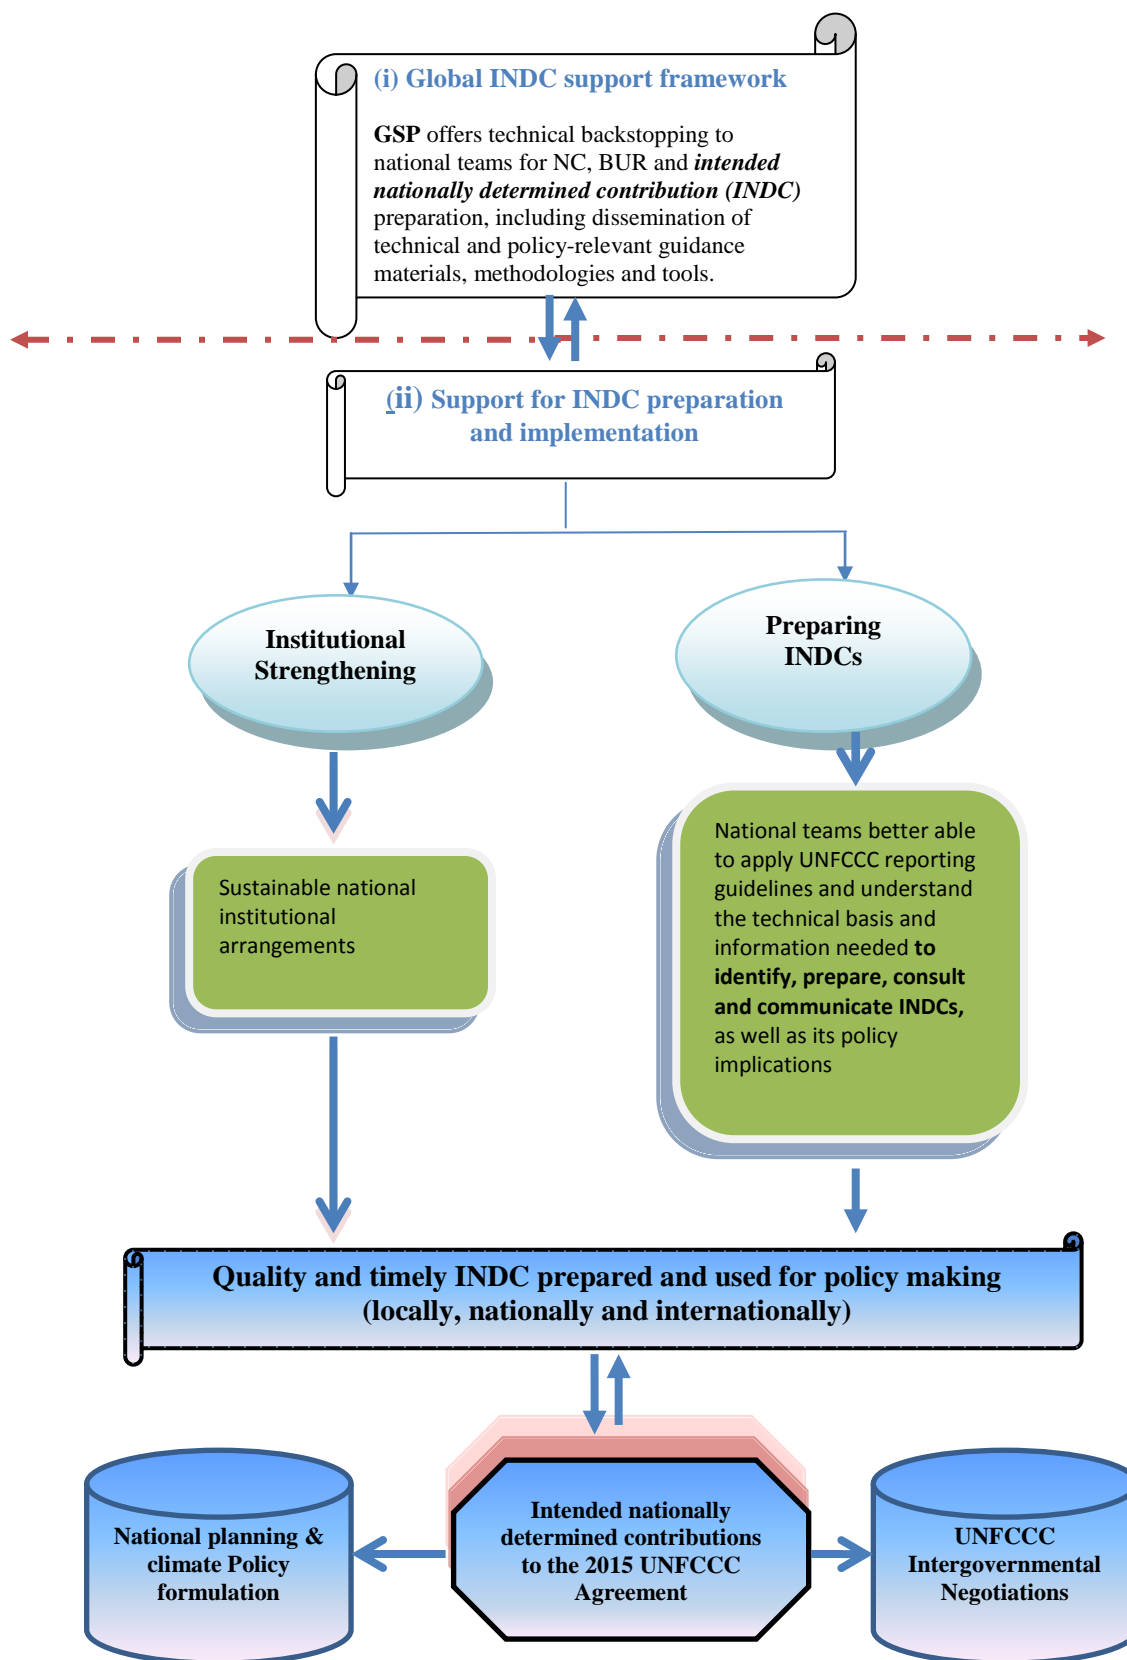 (i) Global INDC support framework
GSP offers technical backstopping to
national teams for NC, BUR and intended
nationally determined contribution (INDC)
preparation, including dissemination of
technical and policy-relevant guidance
materials, methodologies and tools.
(ii) Support for INDC preparation
and implementation
Institutional
Strengthening
Preparing
INDCs
Sustainable national
institutional
arrangements
National teams better able
to apply UNFCCC reporting
guidelines and understand
the technical basis and
information needed to
identify, prepare, consult
and communicate INDCs,
as well as its policy
implications
Quality and timely INDC prepared and used for policy making
(locally, nationally and internationally)
National planning &
climate Policy
formulation
Intended nationally
determined contributions
to the 2015 UNFCCC
Agreement
UNFCCC
Intergovernmental
Negotiations